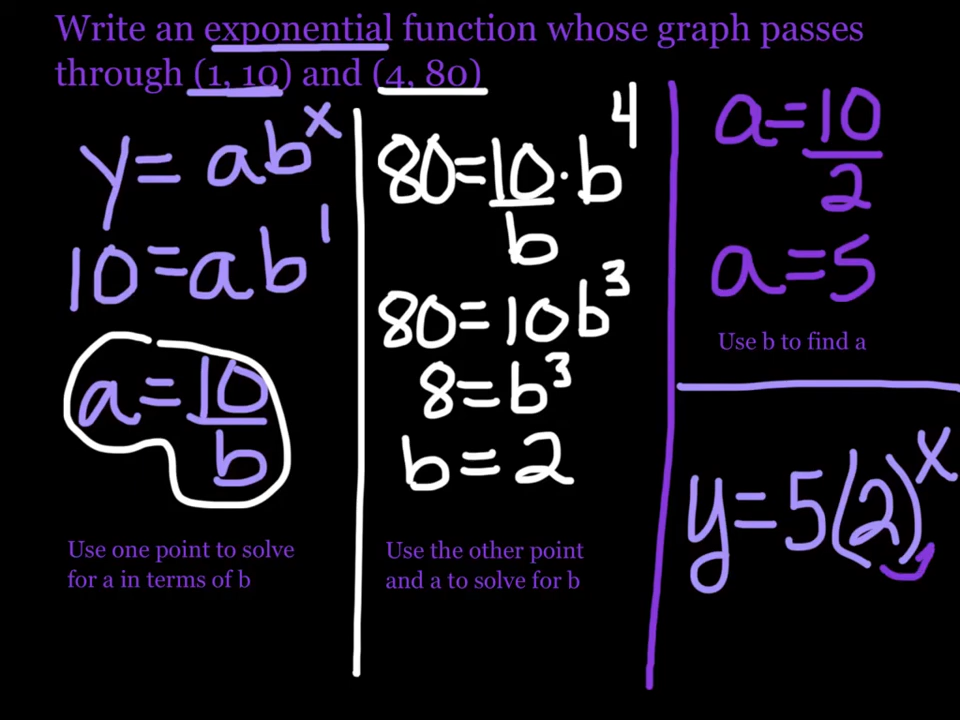 Write an exponential function whose graph passes
through (1, 10) and (4, 80)
y = ab^x
10 = ab^1
a = 10/b
Use one point to solve
for a in terms of b
80 = 10/b · b^4
80 = 10b^3
8 = b^3
b = 2
Use the other point
and a to solve for b
a = 10/2
a = 5
Use b to find a
y = 5(2)^x